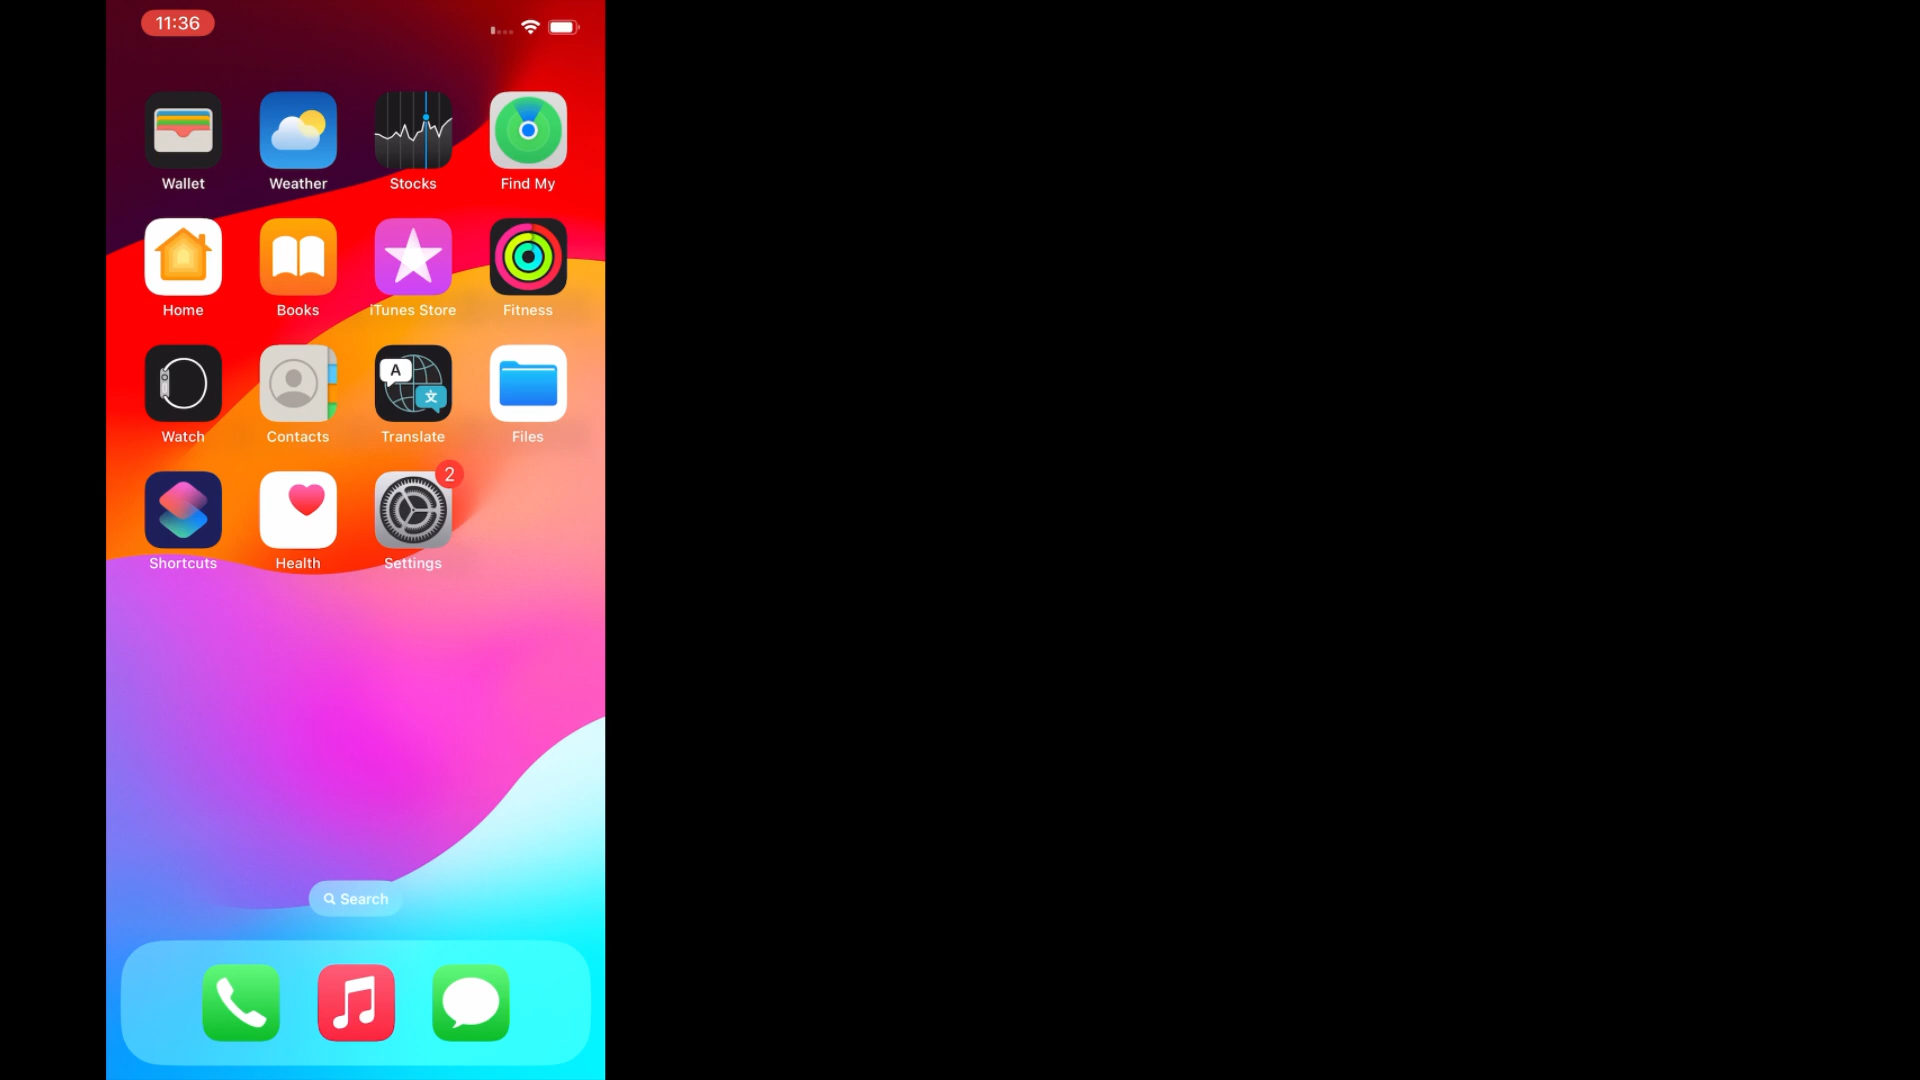 11:36
Wallet Weather Stocks Find My
Home Books iTunes Store Fitness
A
文
Watch Contacts Translate Files
2
Shortcuts Health Settings
Search